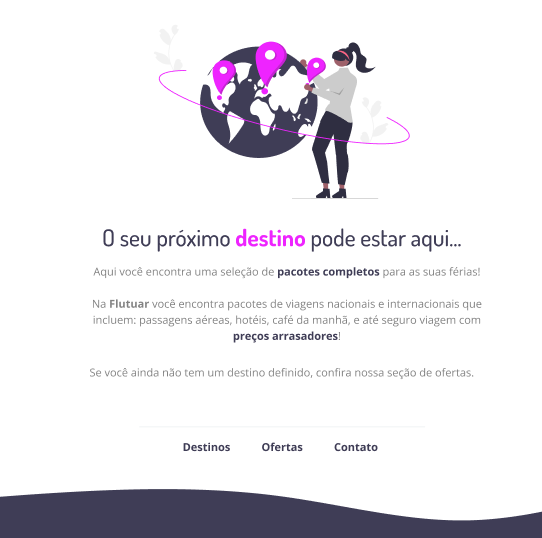 O seu próximo destino pode estar aqui...
Aqui você encontra uma seleção de pacotes completos para as suas férias!
Na Flutuar você encontra pacotes de viagens nacionais e internacionais que
incluem: passagens aéreas, hotéis, café da manhã, e até seguro viagem com
preços arrasadores!
Se você ainda não tem um destino definido, confira nossa seção de ofertas.
Destinos Ofertas Contato